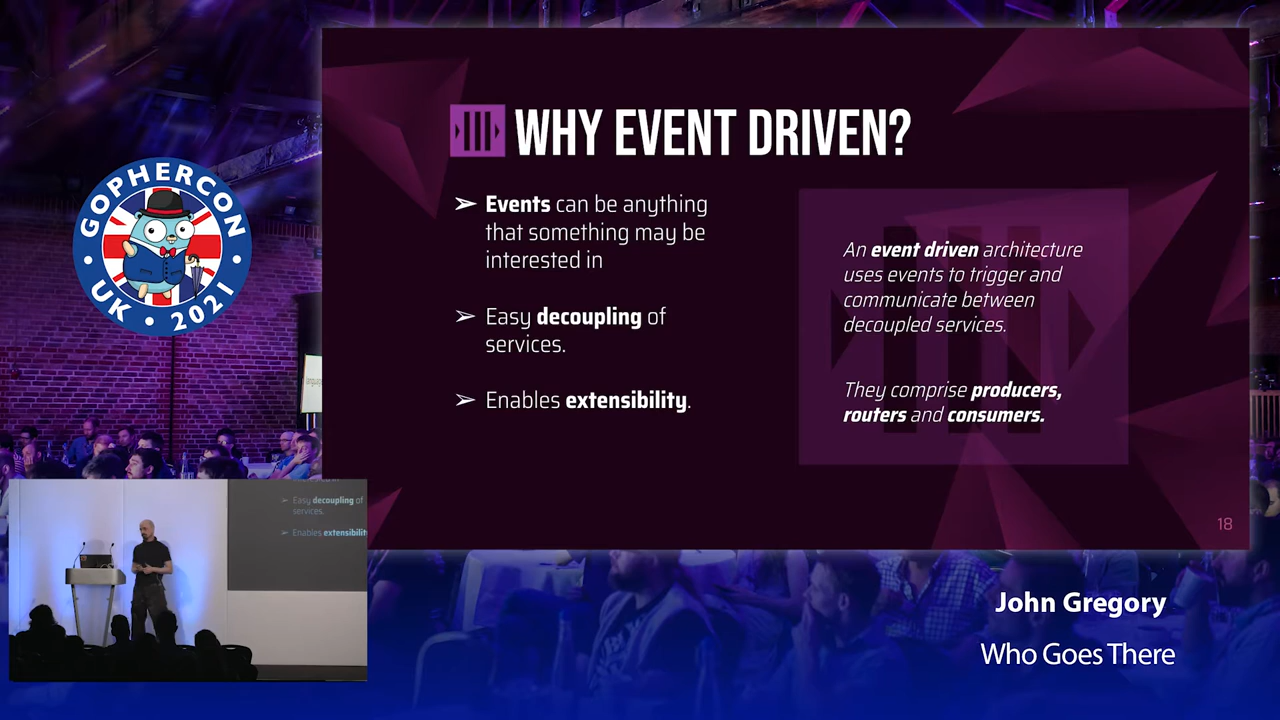 WHY EVENT DRIVEN?
➢ Events can be anything
that something may be
interested in
➢ Easy decoupling of
services.
➢ Enables extensibility.
An event driven architecture
uses events to trigger and
communicate between
decoupled services.
They comprise producers,
routers and consumers.
18
GOPHERCON
UK • 2021
➢ Easy decoupling of
services.
➢ Enables extensibilit
John Gregory
Who Goes There